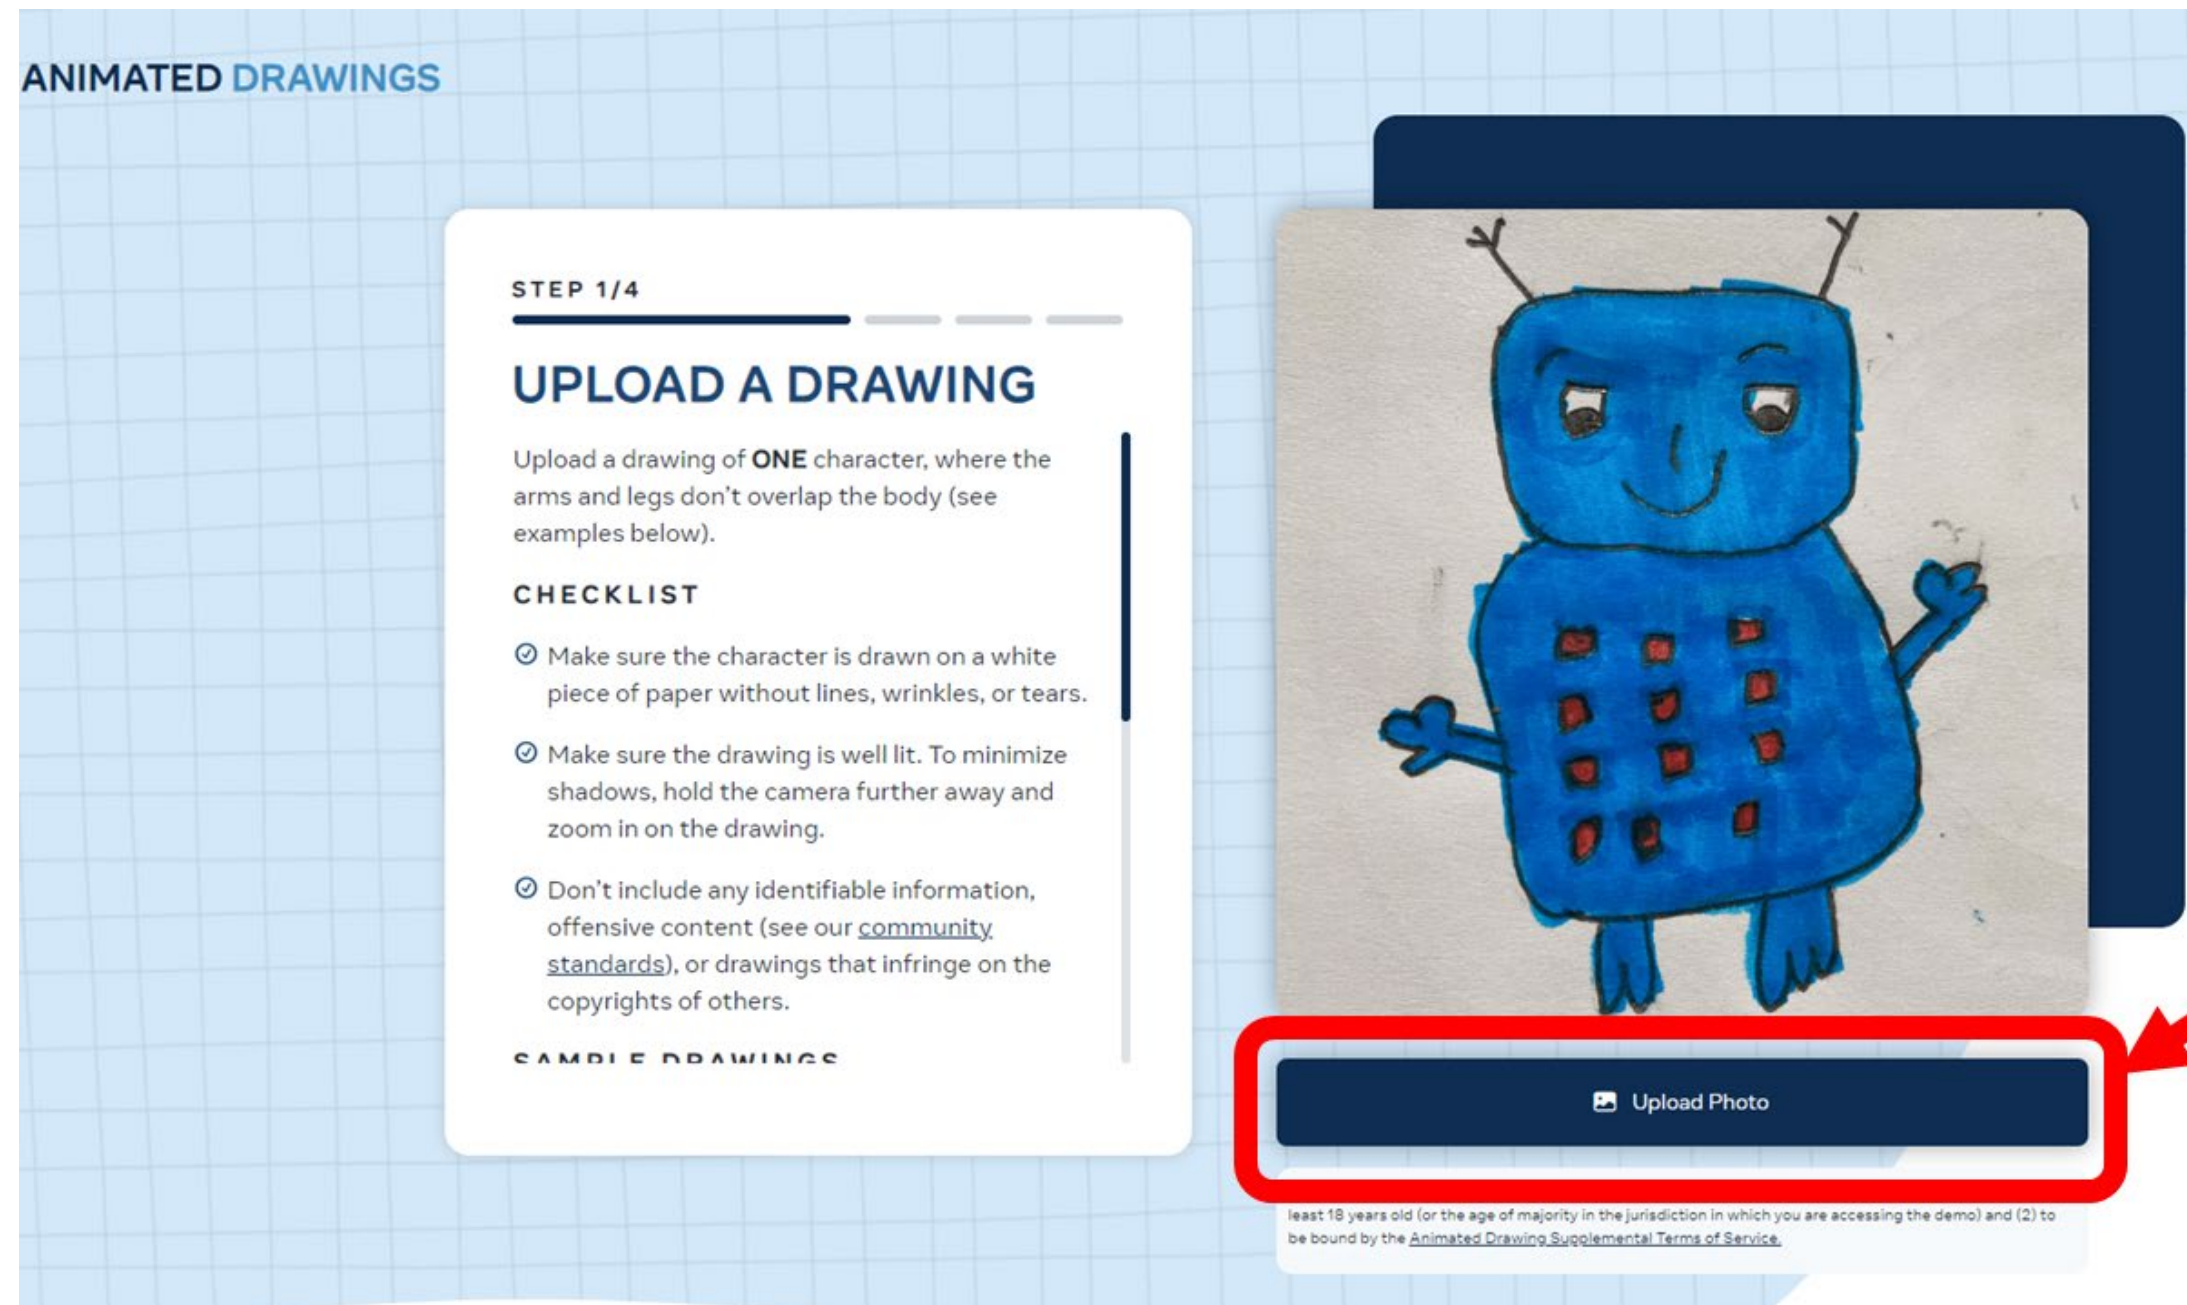 ANIMATED DRAWINGS
STEP 1/4
UPLOAD A DRAWING
Upload a drawing of ONE character, where the
arms and legs don't overlap the body (see
examples below).
CHECKLIST
Make sure the character is drawn on a white
piece of paper without lines, wrinkles, or tears.
Make sure the drawing is well lit. To minimize
shadows, hold the camera further away and
zoom in on the drawing.
Don't include any identifiable information,
offensive content (see our community
standards), or drawings that infringe on the
copyrights of others.
SAMPLE DRAWINGS
Upload Photo
least 18 years old (or the age of majority in the jurisdiction in which you are accessing the demo) and (2) to
be bound by the Animated Drawing Supplemental Terms of Service.